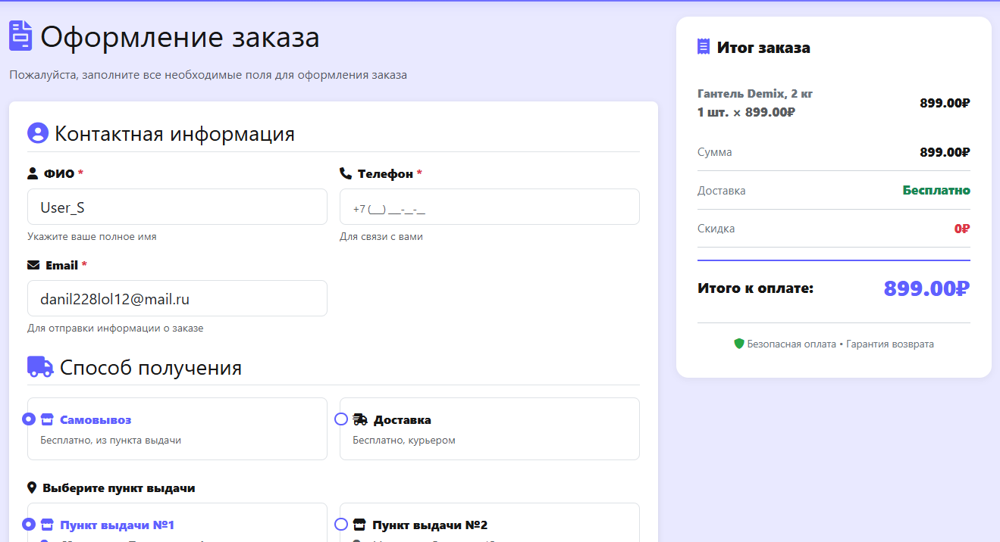 Оформление заказа
Пожалуйста, заполните все необходимые поля для оформления заказа
Контактная информация
ФИО *
User_S
Укажите ваше полное имя
Телефон *
+7 (__) ___-__-__
Для связи с вами
Email *
danil228lol12@mail.ru
Для отправки информации о заказе
Способ получения
Самовывоз
Бесплатно, из пункта выдачи
Доставка
Бесплатно, курьером
Выберите пункт выдачи
Пункт выдачи №1
Пункт выдачи №2
Итог заказа
Гантель Demix, 2 кг
1 шт. × 899.00₽
899.00₽
Сумма
899.00₽
Доставка
Бесплатно
Скидка
0₽
Итого к оплате:
899.00₽
Безопасная оплата • Гарантия возврата